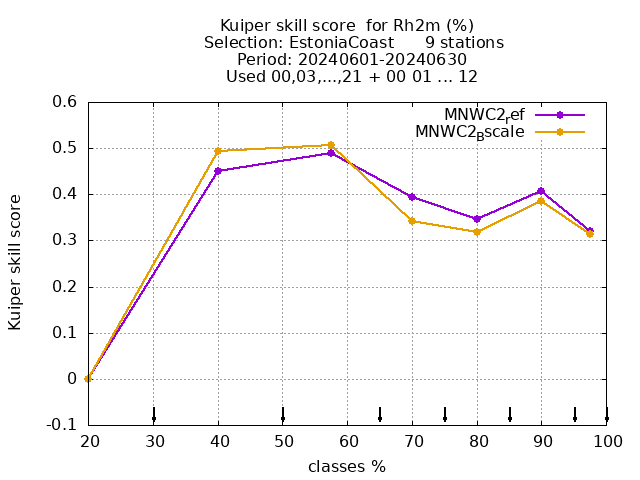 Kuiper skill score  for Rh2m (%)
Selection: EstoniaCoast      9 stations
Period: 20240601-20240630
Used 00,03,...,21 + 00 01 ... 12
MNWC2_ref
MNWC2_Bscale
0.6
0.5
0.4
0.3
0.2
0.1
0
-0.1
Kuiper skill score
20 30 40 50 60 70 80 90 100
classes %